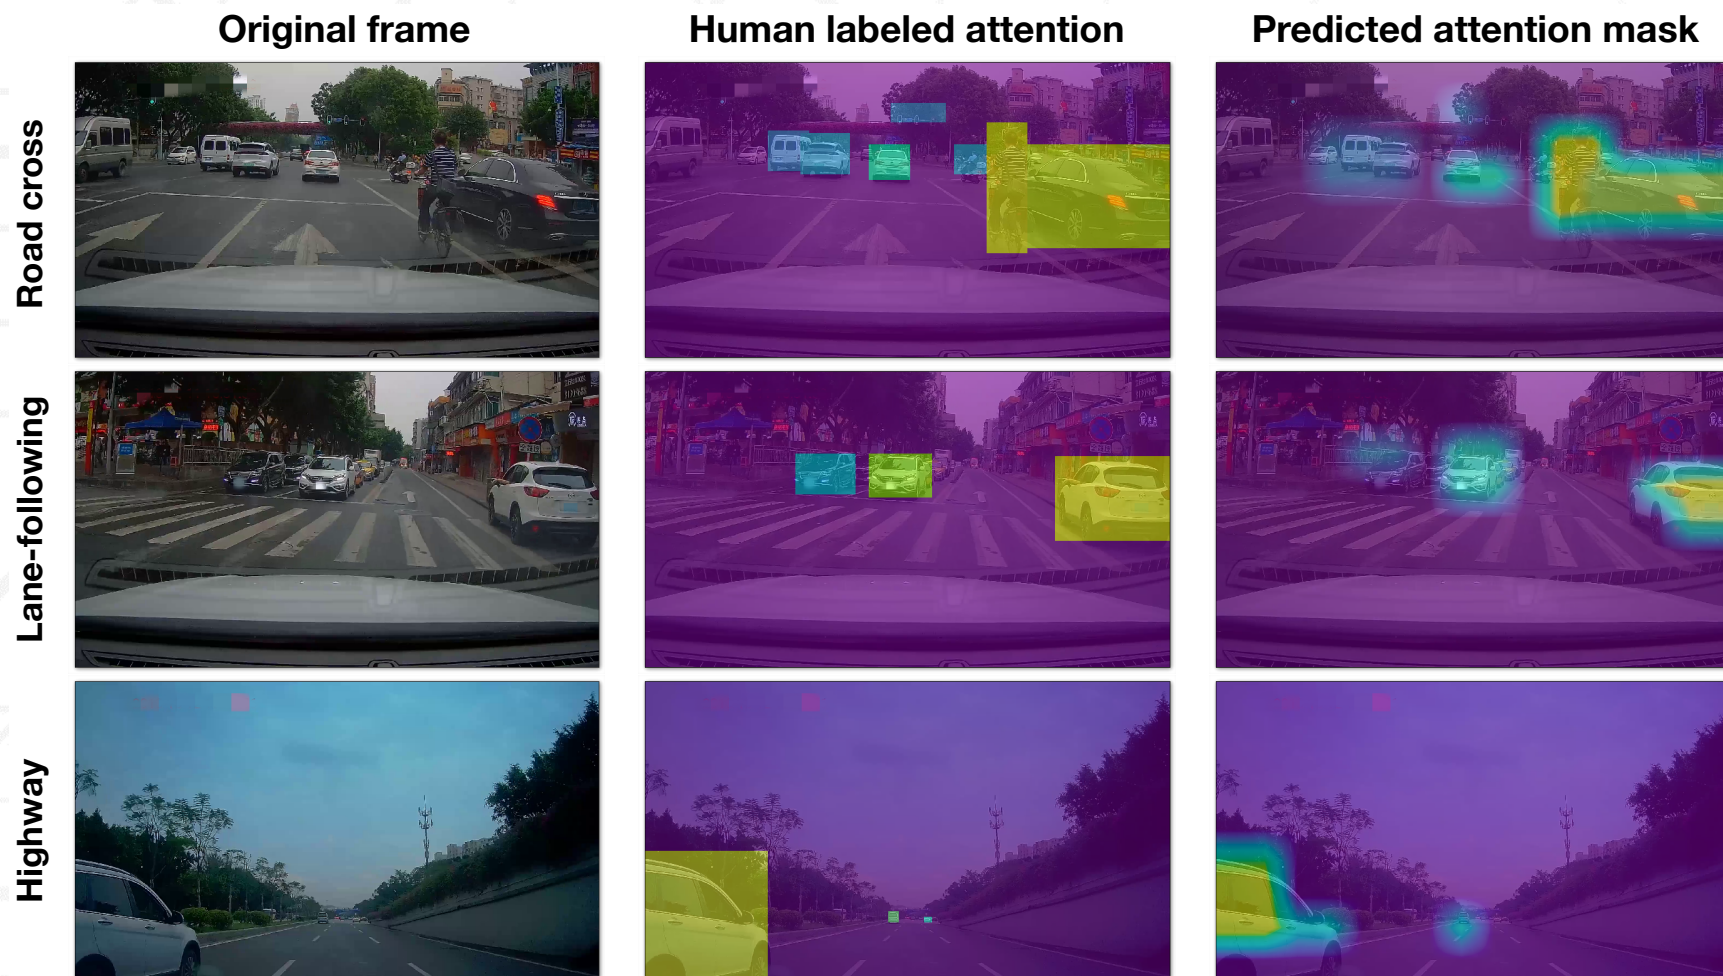 Original frame
Human labeled attention
Predicted attention mask
Road cross
Lane-following
Highway